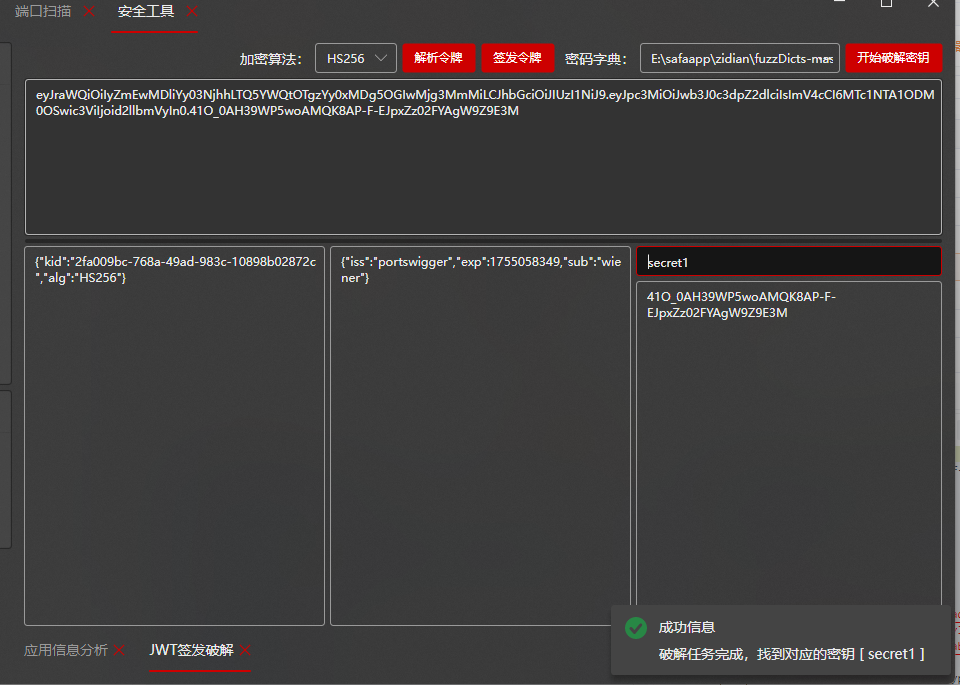 端口扫描 安全工具
加密算法： HS256 解析令牌 签发令牌 密码字典： E:\safaapp\zidian\fuzzDicts-mas 开始破解密钥
eyJraWQiOiIyZmEwMDliYy03NjhhLTQ5YWQtOTgzYy0xMDg5OGIwMjg3MmMiLCJhbGciOiJIUzI1NiJ9.eyJpc3MiOiJwb3J0c3dpZ2dlciIsImV4cCI6MTc1NTA1ODM
0OSwic3ViIjoid2llbmVyIn0.41O_0AH39WP5woAMQK8AP-F-EJpxZz02FYAgW9Z9E3M
{"kid":"2fa009bc-768a-49ad-983c-10898b02872c
","alg":"HS256"}
{"iss":"portswigger","exp":1755058349,"sub":"wie
ner"}
secret1
41O_0AH39WP5woAMQK8AP-F-
EJpxZz02FYAgW9Z9E3M
成功信息
破解任务完成，找到对应的密钥 [ secret1 ]
应用信息分析 JWT签发破解